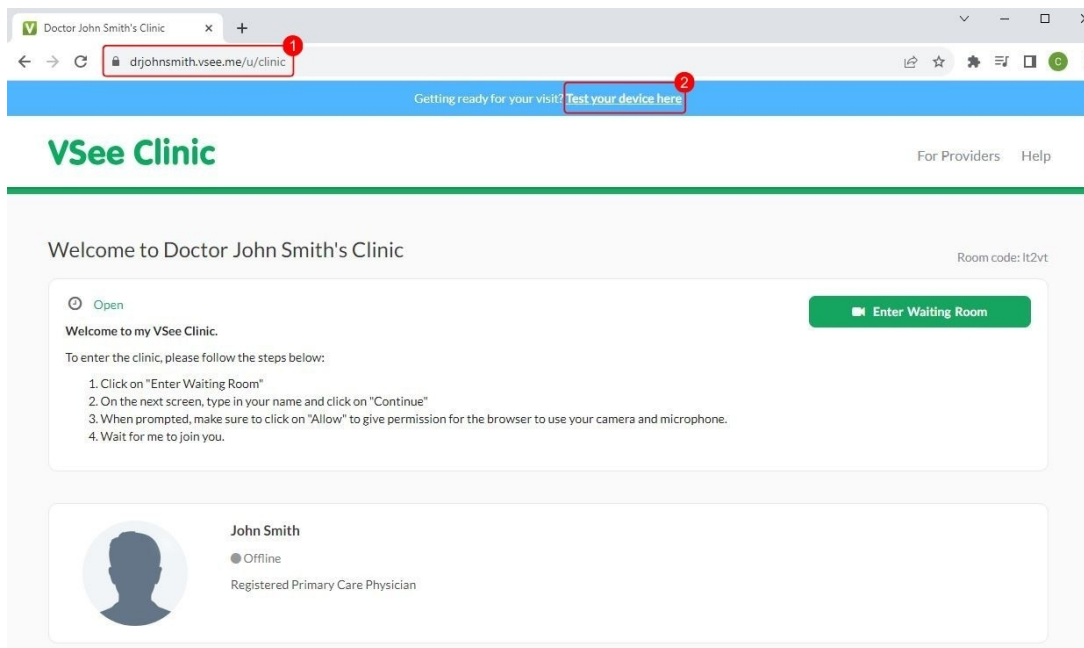 Doctor John Smith's Clinic
1
drjohnsmith.vsee.me/u/clinic
C
2
Getting ready for your visit? Test your device here
VSee Clinic
For Providers Help
Welcome to Doctor John Smith's Clinic
Room code: lt2vt
Open
Enter Waiting Room
Welcome to my VSee Clinic.
To enter the clinic, please follow the steps below:
1. Click on "Enter Waiting Room"
2. On the next screen, type in your name and click on "Continue"
3. When prompted, make sure to click on "Allow" to give permission for the browser to use your camera and microphone.
4. Wait for me to join you.
John Smith
Offline
Registered Primary Care Physician